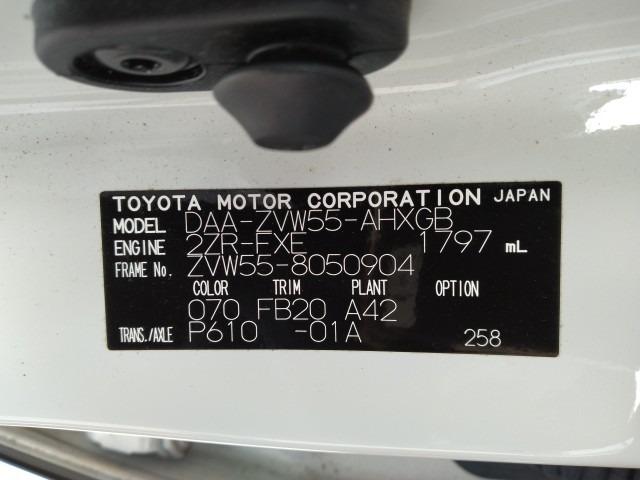 TOYOTA MOTOR CORPORATION JAPAN
MODEL DAA-ZVW55-AHXGB
ENGINE 2ZR-FXE 1797 mL
FRAME No. ZVW55-8050904
COLOR TRIM PLANT OPTION
070 FB20 A42
TRANS./AXLE P610 -01A 258